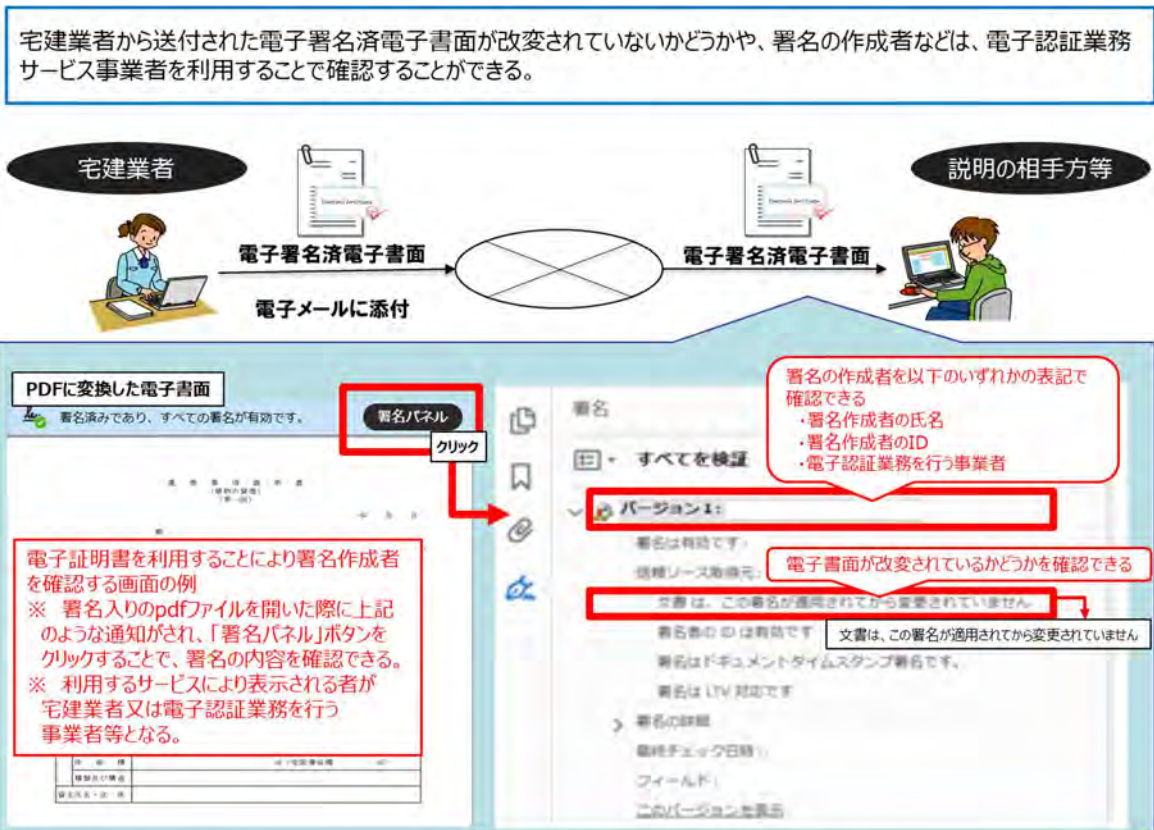 宅建業者から送付された電子署名済電子書面が改変されていないかどうかや、署名の作成者などは、電子認証業務
サービス事業者を利用することで確認することができる。
宅建業者
説明の相手方等
電子署名済電子書面
電子署名済電子書面
電子メールに添付
PDFに変換した電子書面
署名済みであり、すべての署名が有効です。
署名パネル
クリック
電子証明書を利用することにより署名作成者
を確認する画面の例
※ 署名入りのpdfファイルを開いた際に上記
のような通知がされ、「署名パネル」ボタンを
クリックすることで、署名の内容を確認できる。
※ 利用するサービスにより表示される者が
宅建業者又は電子認証業務を行う
事業者等となる。
署名
すべてを検証
署名の作成者を以下のいずれかの表記で
確認できる
・署名作成者の氏名
・署名作成者のID
・電子認証業務を行う事業者
バージョン 1:
署名は有効です:
信頼ソース取得元:
電子書面が改変されているかどうかを確認できる
文書 は、この署名が適用されてから変更されていません
文書は、この署名が適用されてから変更されていません
署名者の ID は有効です
署名はドキュメントタイムスタンプ署名です。
署名は LTV 対応です
署名の詳細
最終チェック日時:
フィールド:
このバージョンを表示